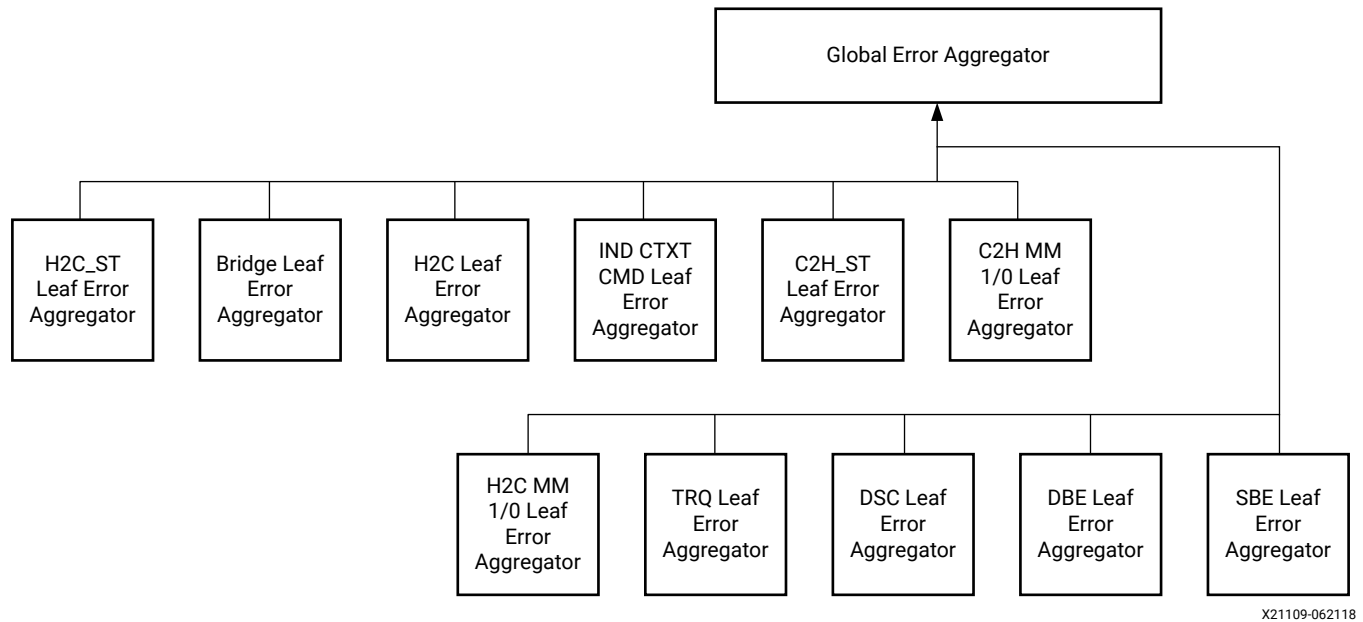 Global Error Aggregator
H2C_ST
Leaf Error
Aggregator
Bridge Leaf
Error
Aggregator
H2C Leaf
Error
Aggregator
IND CTXT
CMD Leaf
Error
Aggregator
C2H_ST
Leaf Error
Aggregator
C2H MM
1/0 Leaf
Error
Aggregator
H2C MM
1/0 Leaf
Error
Aggregator
TRQ Leaf
Error
Aggregator
DSC Leaf
Error
Aggregator
DBE Leaf
Error
Aggregator
SBE Leaf
Error
Aggregator
X21109-062118